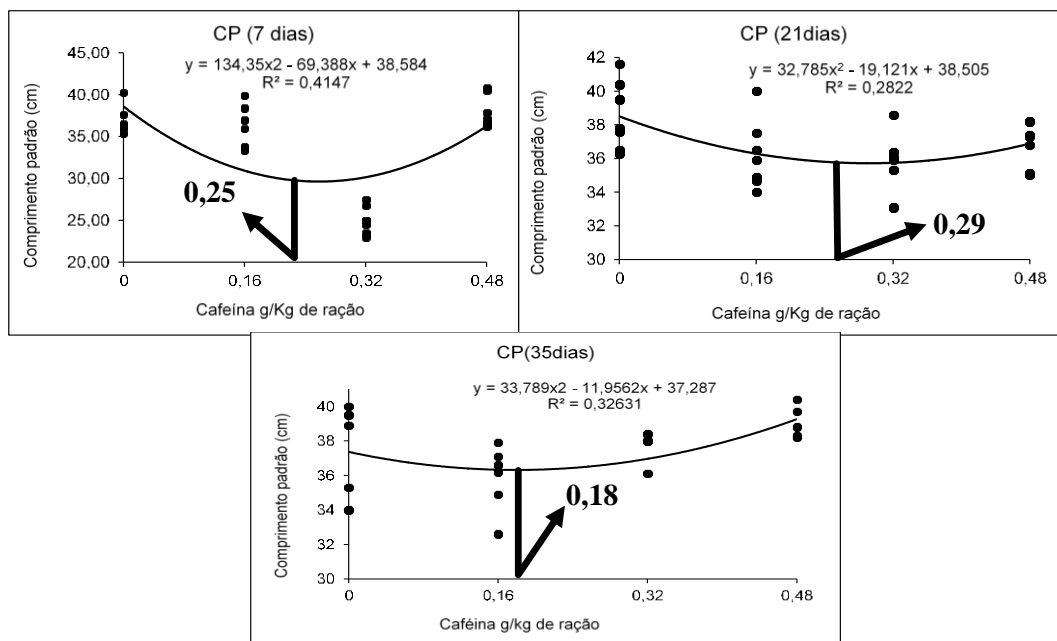 CP (7 dias)
y = 134,35x2 - 69,388x + 38,584
R² = 0,4147
Comprimento padrão (cm)
45,00
40,00
35,00
30,00
25,00
20,00
0,25
0
0,16
0,32
0,48
Cafeína g/Kg de ração
CP (21dias)
y = 32,785x² - 19,121x + 38,505
R² = 0,2822
Comprimento padrão (cm)
42
40
38
36
34
32
30
0,29
0
0,16
0,32
0,48
Cafeína g/Kg de ração
CP(35dias)
y = 33,789x2 - 11,9562x + 37,287
R² = 0,32631
Comprimento padrão (cm)
40
38
36
34
32
30
0,18
0
0,16
0,32
0,48
Caféina g/kg de ração